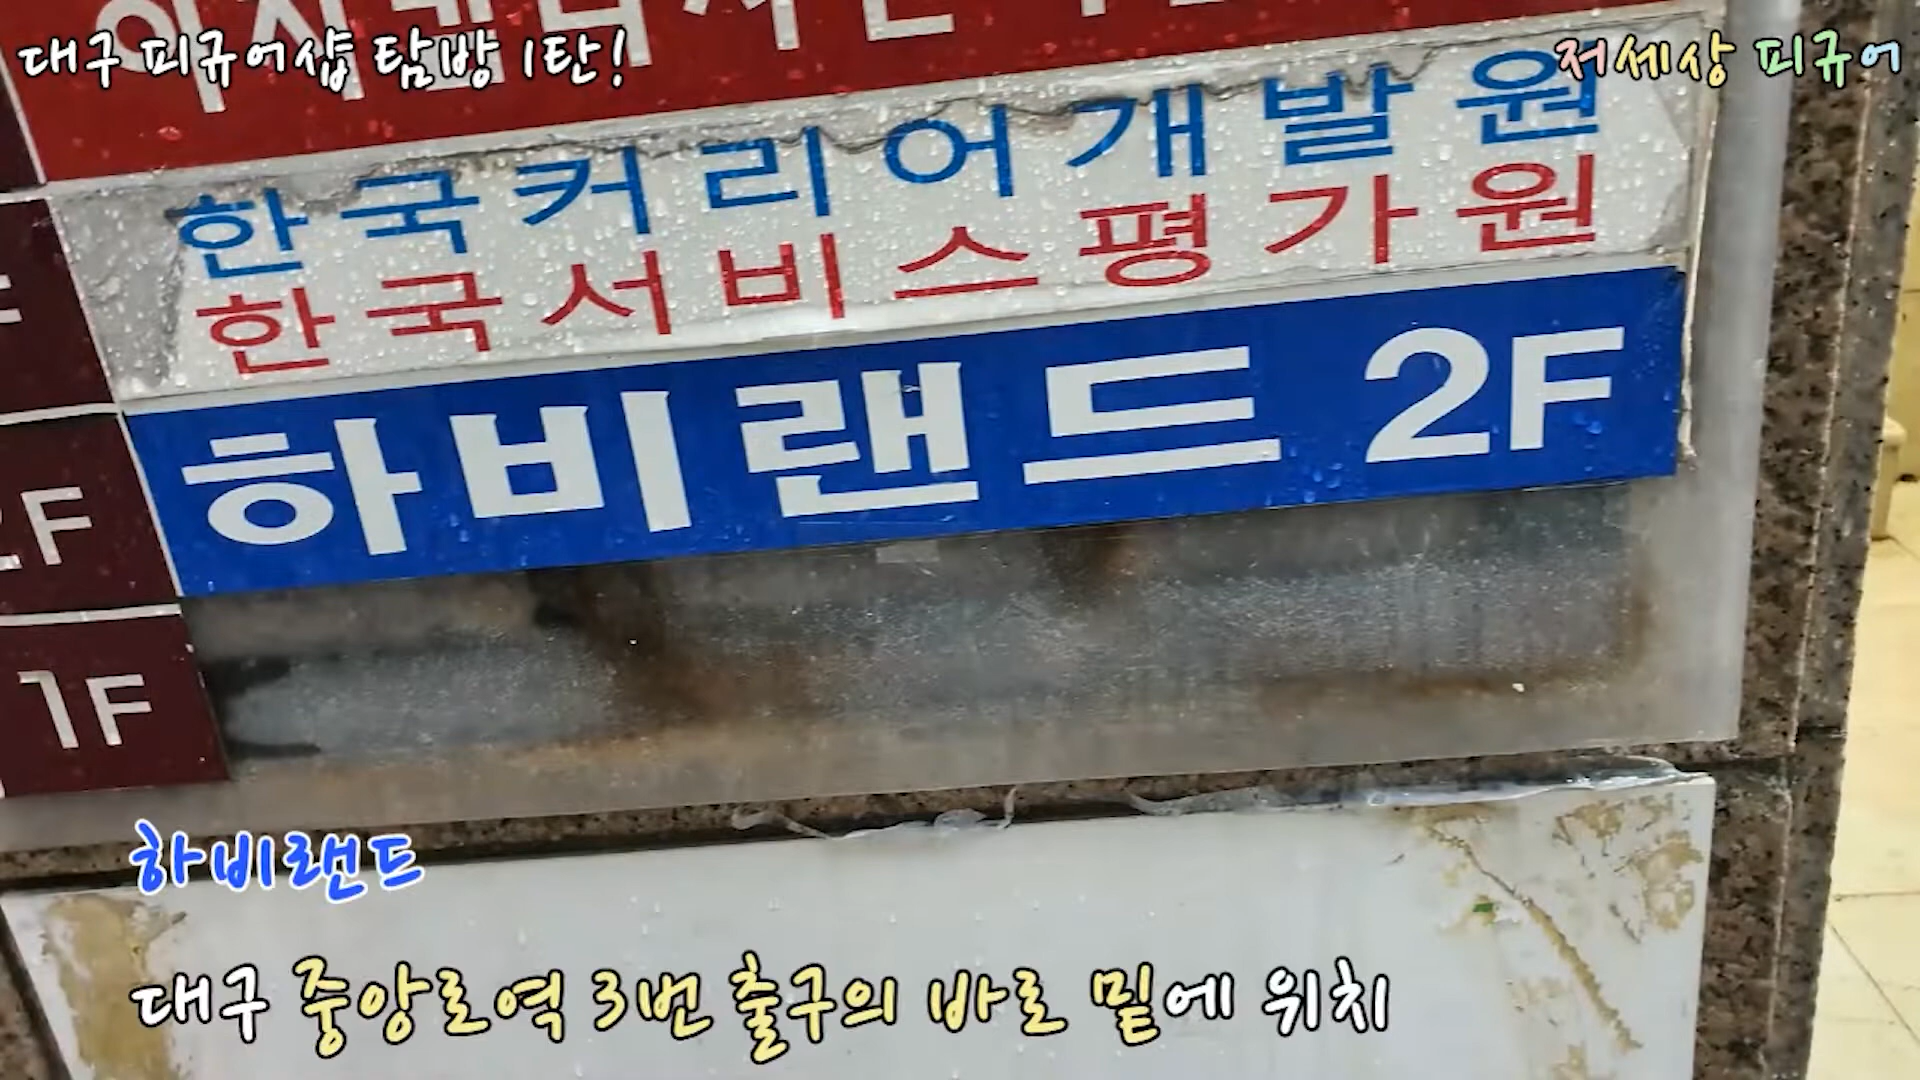 대구 피규어샵 탐방 1탄!
저세상 피규어
한국커리어개발원
한국서비스평가원
하비랜드 2F
2F
1F
하비랜드
대구 중앙로역 3번 출구의 바로 밑에 위치